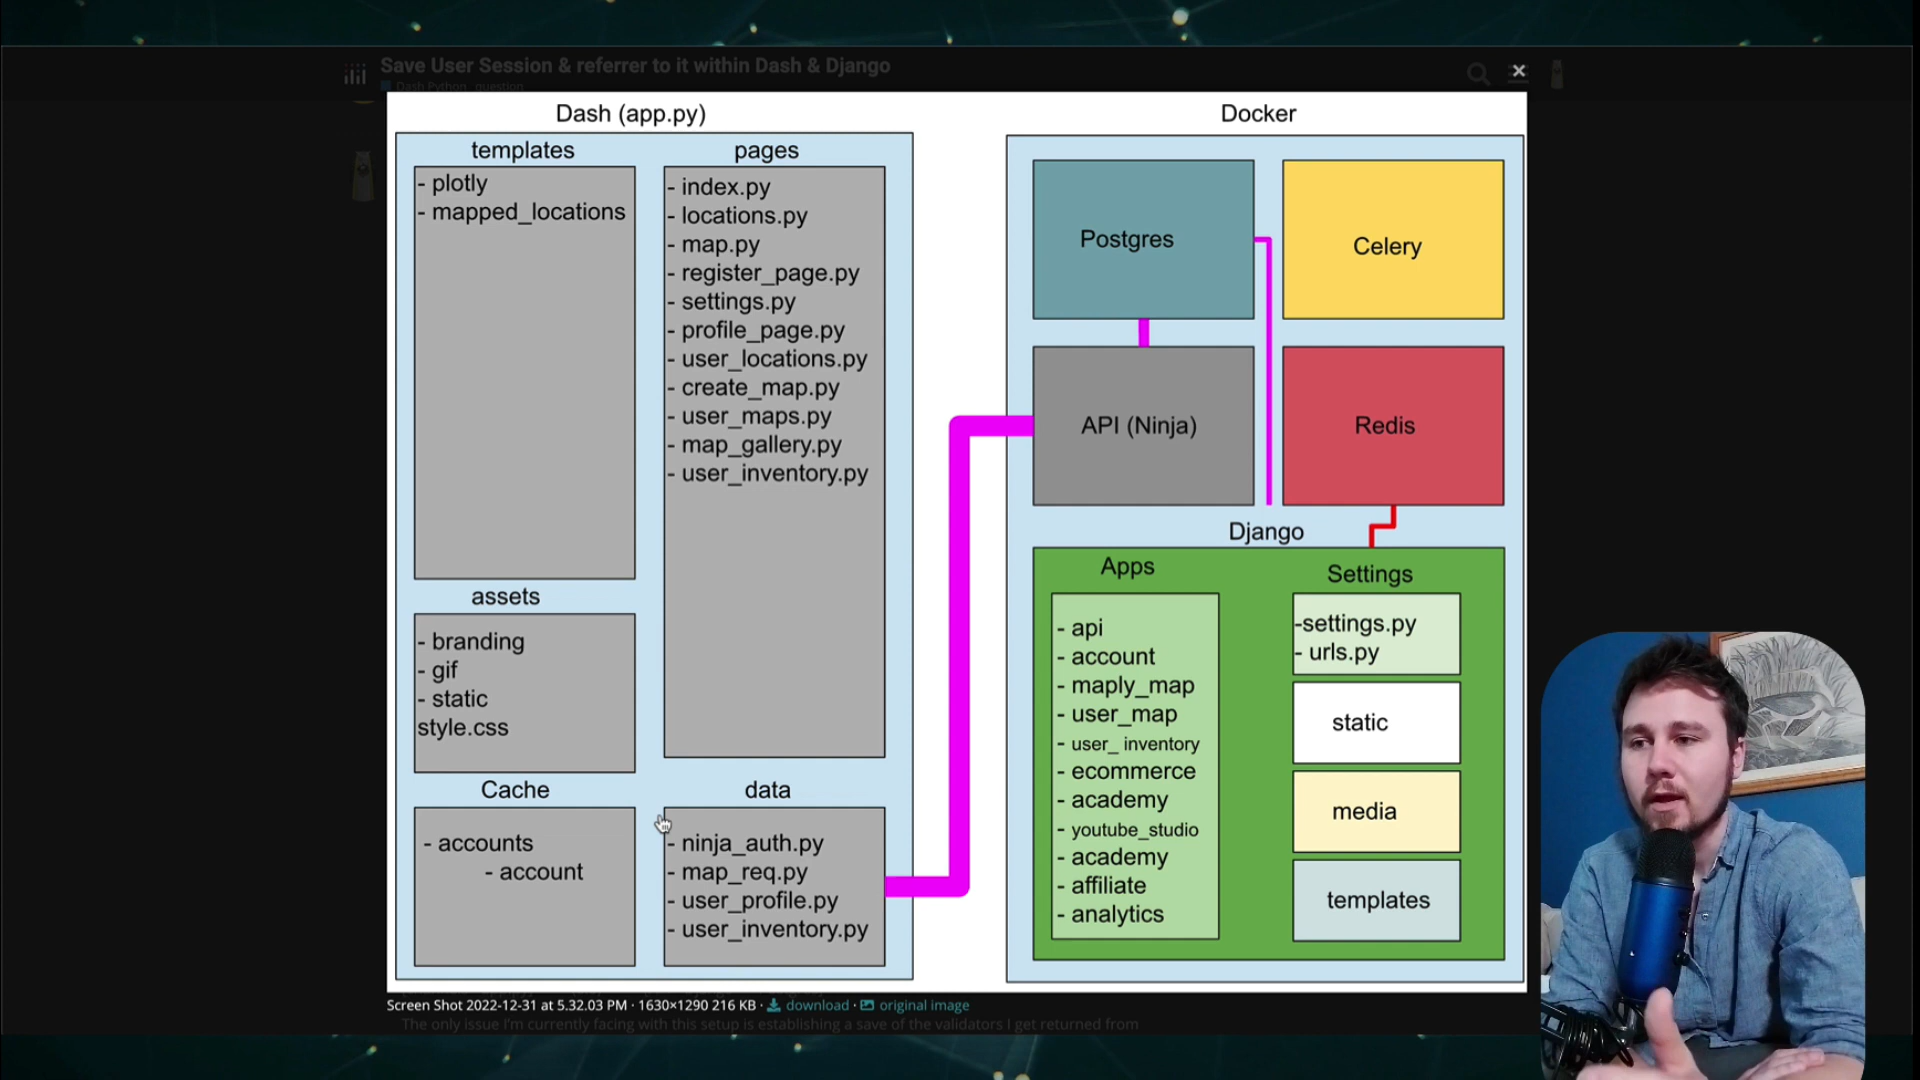 Save User Session & referrer to it within Dash & Django
Dash Python question
Dash (app.py)
templates
- plotly
- mapped_locations
pages
- index.py
- locations.py
- map.py
- register_page.py
- settings.py
- profile_page.py
- user_locations.py
- create_map.py
- user_maps.py
- map_gallery.py
- user_inventory.py
assets
- branding
- gif
- static
style.css
Cache
- accounts
- account
data
- ninja_auth.py
- map_req.py
- user_profile.py
- user_inventory.py
Docker
Postgres
Celery
API (Ninja)
Redis
Django
Apps
- api
- account
- maply_map
- user_map
- user_ inventory
- ecommerce
- academy
- youtube_studio
- academy
- affiliate
- analytics
Settings
-settings.py
- urls.py
static
media
templates
Screen Shot 2022-12-31 at 5.32.03 PM · 1630×1290 216 KB · download · original image
The only issue I'm currently facing with this setup is establishing a save of the validators I get returned from